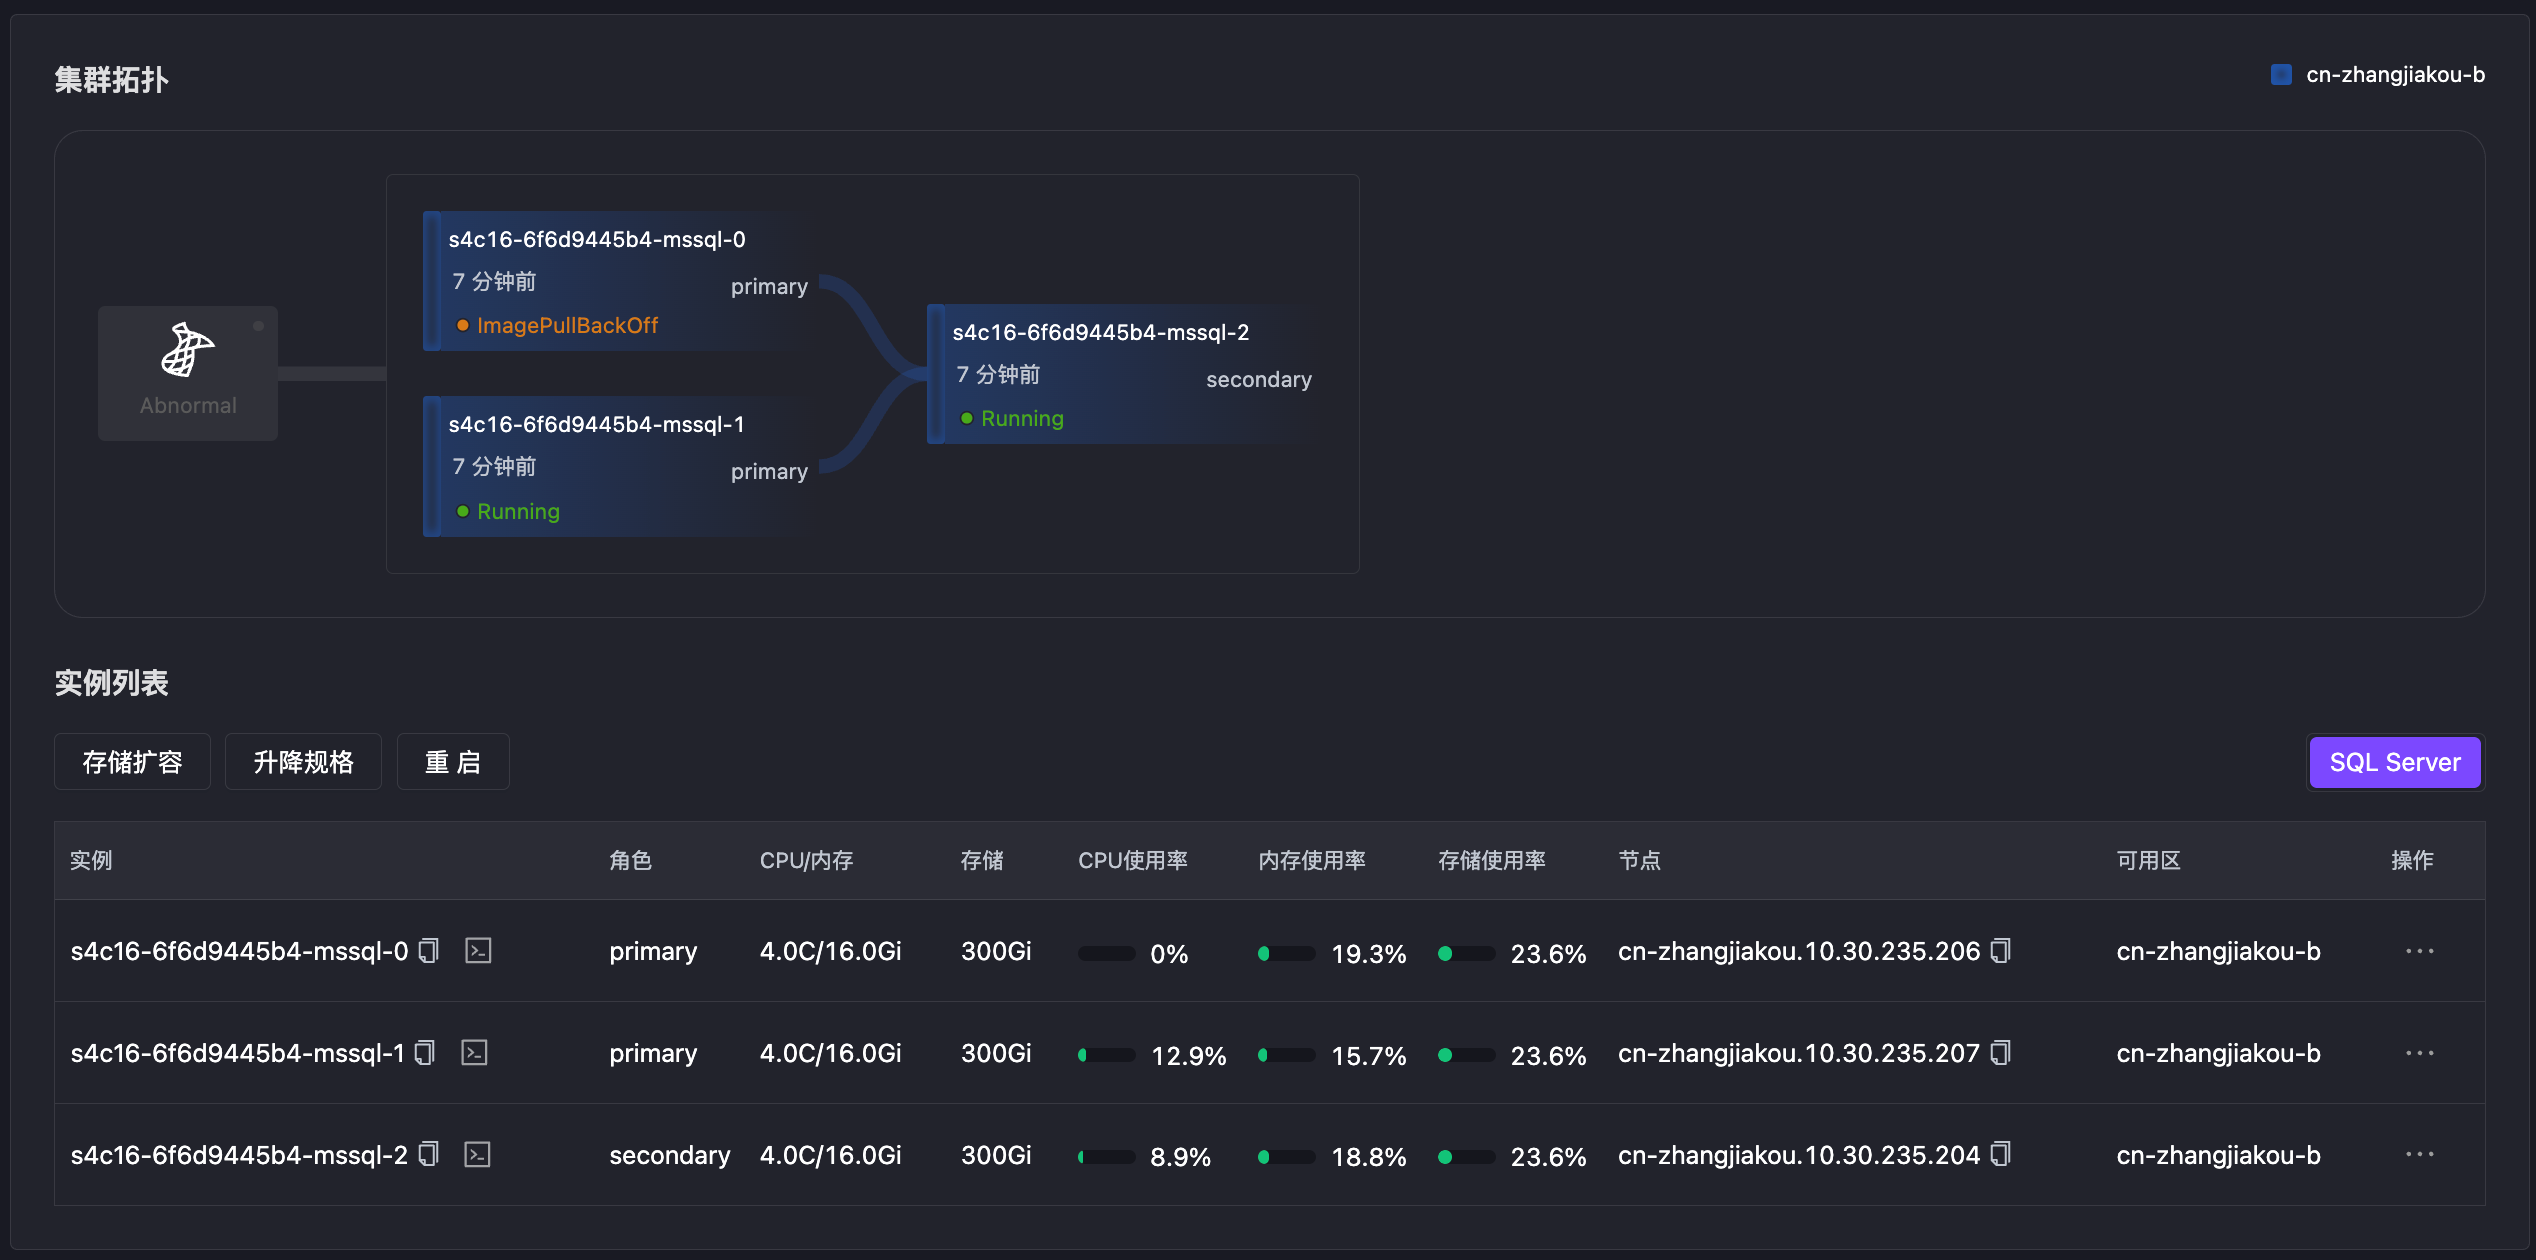 集群拓扑
cn-zhangjiakou-b
s4c16-6f6d9445b4-mssql-0
7 分钟前
primary
ImagePullBackOff
Abnormal
s4c16-6f6d9445b4-mssql-1
7 分钟前
primary
Running
s4c16-6f6d9445b4-mssql-2
7 分钟前
secondary
Running
实例列表
存储扩容 升降规格 重 启 SQL Server
实例 角色 CPU/内存 存储 CPU使用率 内存使用率 存储使用率 节点 可用区 操作
s4c16-6f6d9445b4-mssql-0 primary 4.0C/16.0Gi 300Gi 0% 19.3% 23.6% cn-zhangjiakou.10.30.235.206 cn-zhangjiakou-b ···
s4c16-6f6d9445b4-mssql-1 primary 4.0C/16.0Gi 300Gi 12.9% 15.7% 23.6% cn-zhangjiakou.10.30.235.207 cn-zhangjiakou-b ···
s4c16-6f6d9445b4-mssql-2 secondary 4.0C/16.0Gi 300Gi 8.9% 18.8% 23.6% cn-zhangjiakou.10.30.235.204 cn-zhangjiakou-b ···